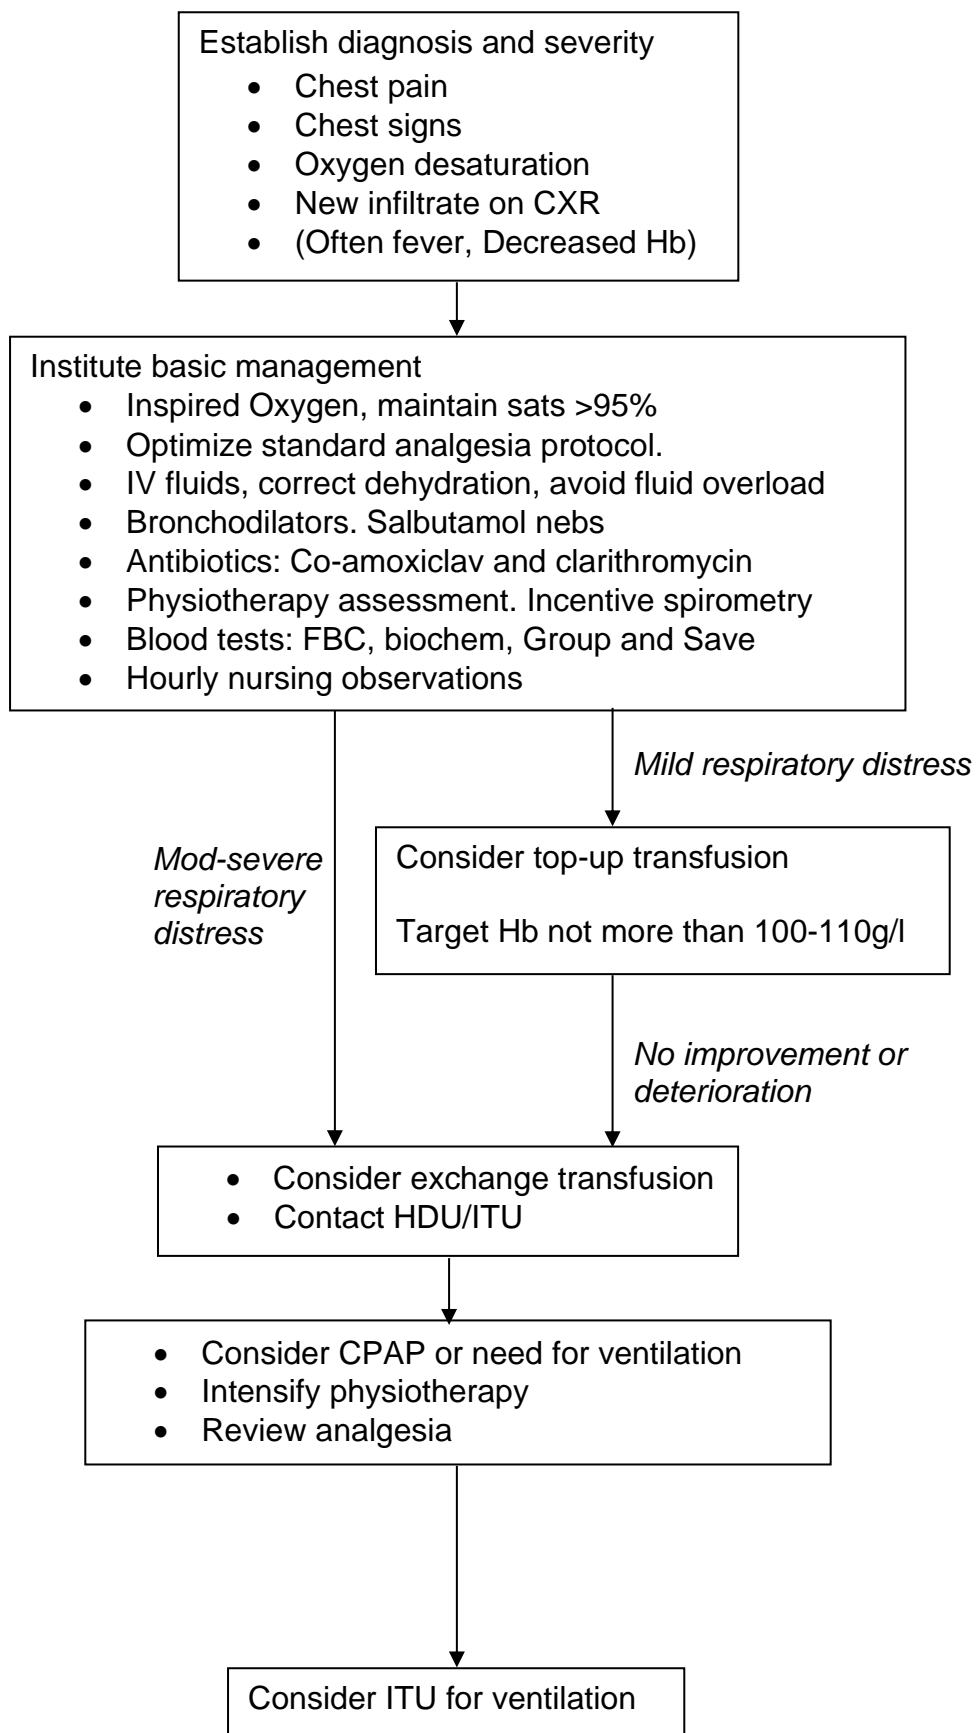 Establish diagnosis and severity
• Chest pain
• Chest signs
• Oxygen desaturation
• New infiltrate on CXR
• (Often fever, Decreased Hb)
Institute basic management
• Inspired Oxygen, maintain sats >95%
• Optimize standard analgesia protocol.
• IV fluids, correct dehydration, avoid fluid overload
• Bronchodilators. Salbutamol nebs
• Antibiotics: Co-amoxiclav and clarithromycin
• Physiotherapy assessment. Incentive spirometry
• Blood tests: FBC, biochem, Group and Save
• Hourly nursing observations
Mild respiratory distress
Mod-severe
respiratory
distress
Consider top-up transfusion
Target Hb not more than 100-110g/l
No improvement or
deterioration
• Consider exchange transfusion
• Contact HDU/ITU
• Consider CPAP or need for ventilation
• Intensify physiotherapy
• Review analgesia
Consider ITU for ventilation